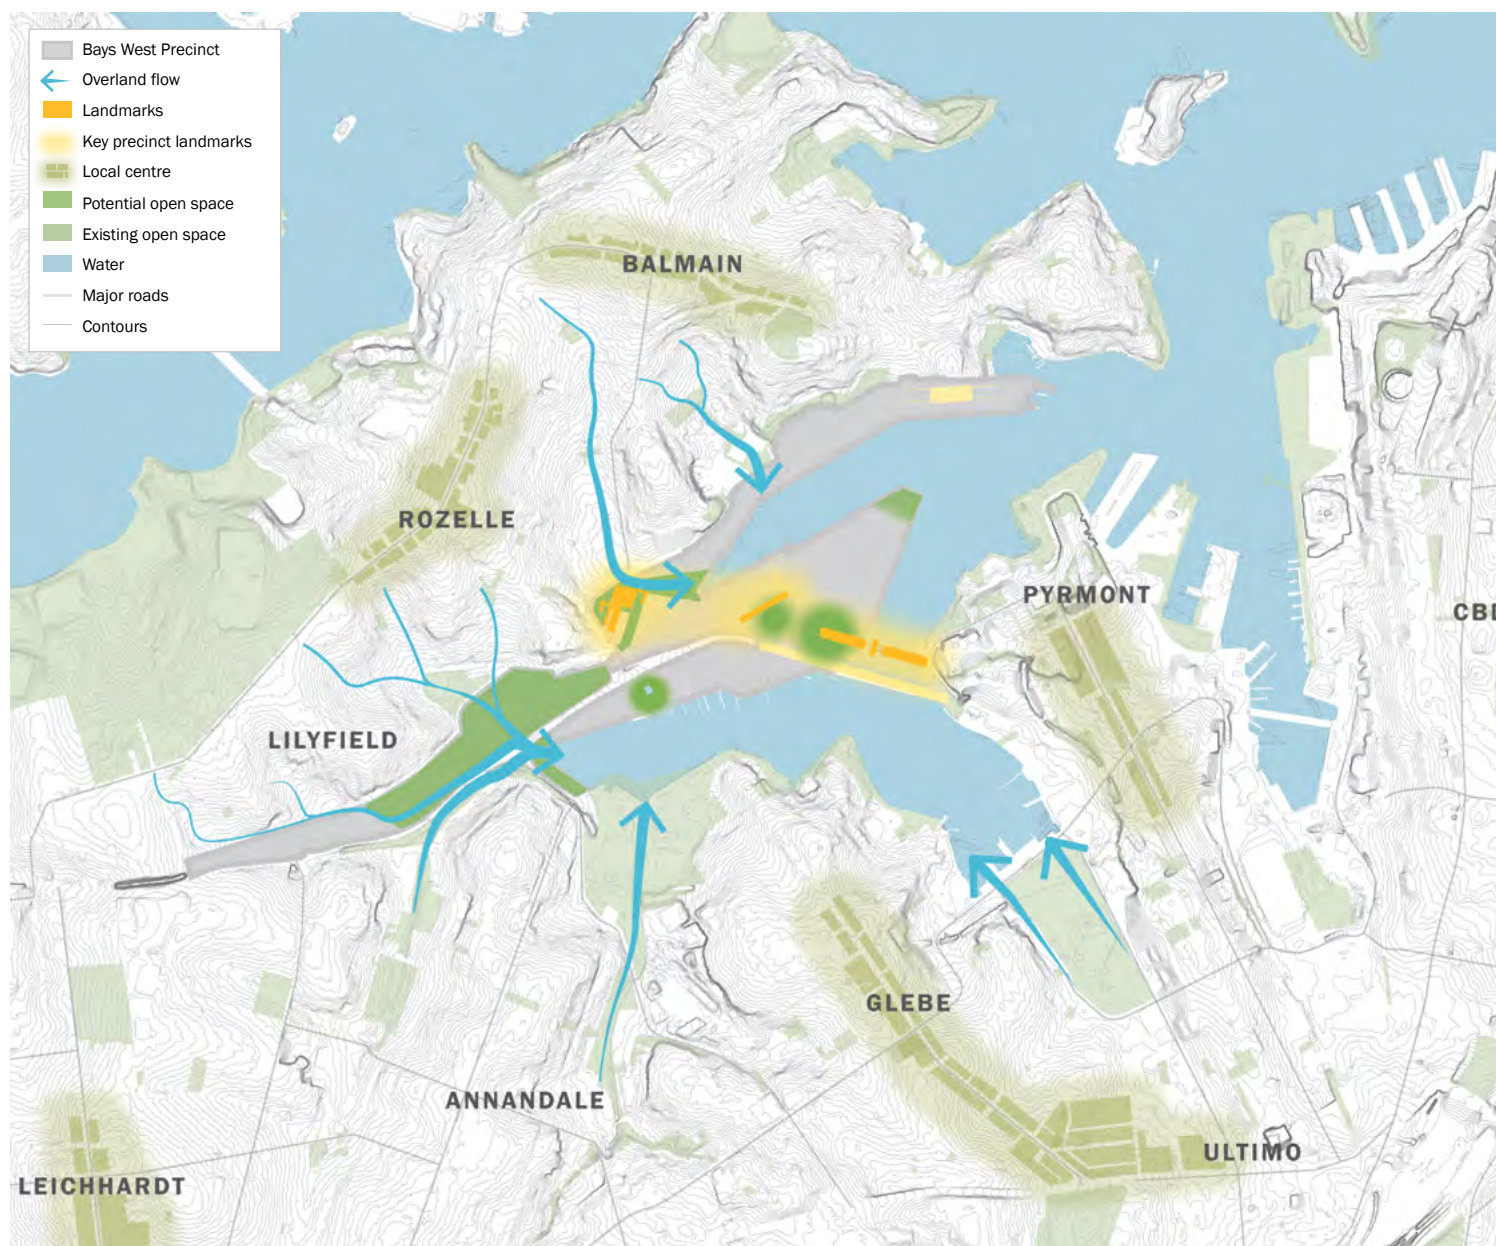 Bays West Precinct
Overland flow
Landmarks
Key precinct landmarks
Local centre
Potential open space
Existing open space
Water
Major roads
Contours
BALMAIN
ROZELLE
PYRMONT
CBD
LILYFIELD
GLEBE
ANNANDALE
ULTIMO
LEICHHARDT